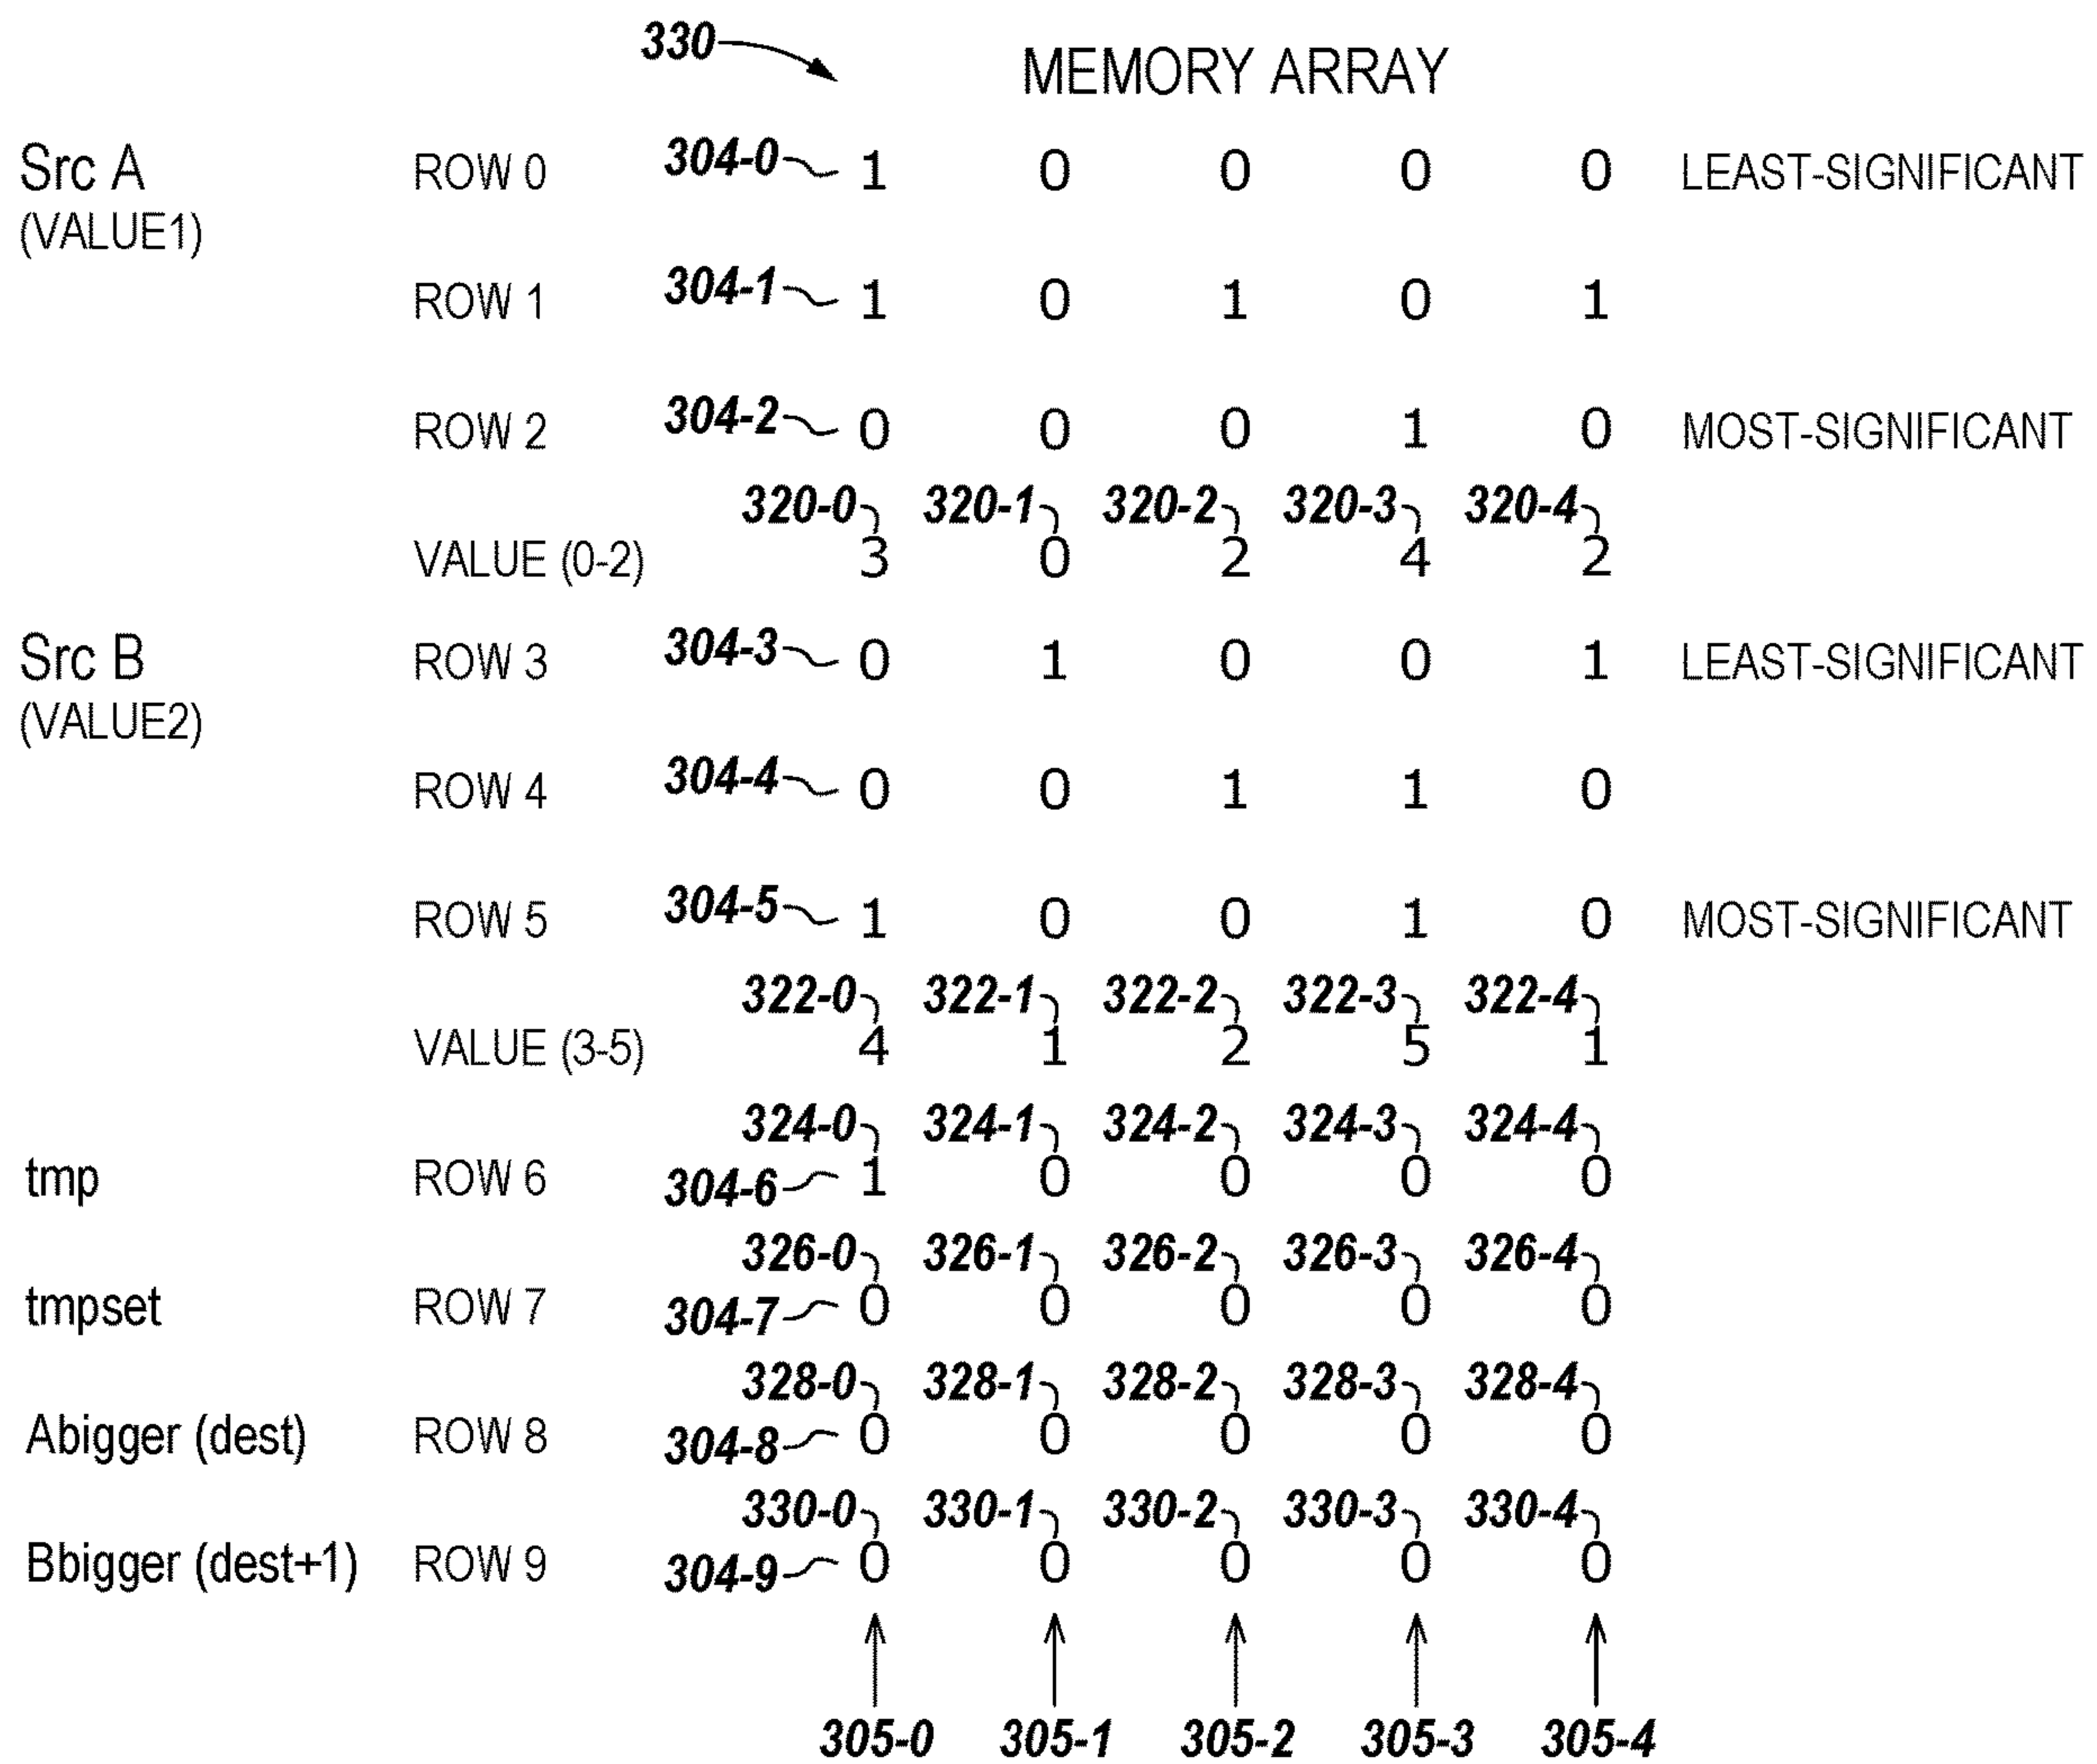 330 MEMORY ARRAY
Src A ROW 0 304-0 1 0 0 0 0 LEAST-SIGNIFICANT
(VALUE1)
ROW 1 304-1 1 0 1 0 1
ROW 2 304-2 0 0 0 1 0 MOST-SIGNIFICANT
320-0 320-1 320-2 320-3 320-4
VALUE (0-2) 3 0 2 4 2
Src B ROW 3 304-3 0 1 0 0 1 LEAST-SIGNIFICANT
(VALUE2)
ROW 4 304-4 0 0 1 1 0
ROW 5 304-5 1 0 0 1 0 MOST-SIGNIFICANT
322-0 322-1 322-2 322-3 322-4
VALUE (3-5) 4 1 2 5 1
324-0 324-1 324-2 324-3 324-4
tmp ROW 6 304-6 1 0 0 0 0
326-0 326-1 326-2 326-3 326-4
tmpset ROW 7 304-7 0 0 0 0 0
328-0 328-1 328-2 328-3 328-4
Abigger (dest) ROW 8 304-8 0 0 0 0 0
330-0 330-1 330-2 330-3 330-4
Bbigger (dest+1) ROW 9 304-9 0 0 0 0 0
305-0 305-1 305-2 305-3 305-4